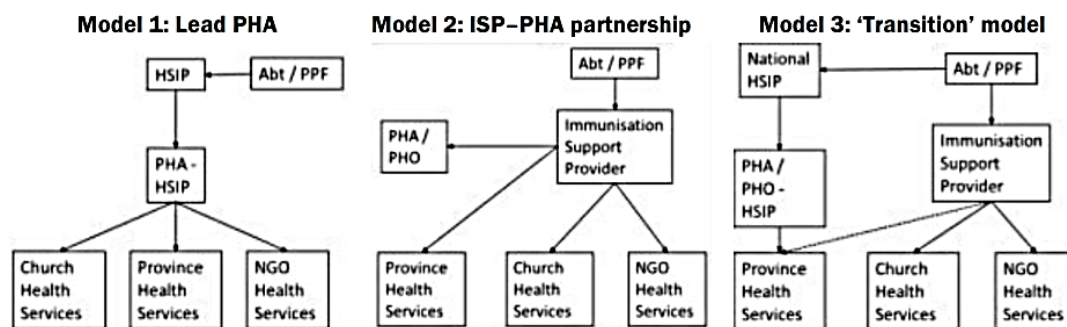 Model 1: Lead PHA
HSIP
Abt / PPF
PHA -
HSIP
Church
Health
Services
Province
Health
Services
NGO
Health
Services
Model 2: ISP–PHA partnership
Abt / PPF
PHA /
PHO
Immunisation
Support
Provider
Province
Health
Services
Church
Health
Services
NGO
Health
Services
Model 3: ‘Transition’ model
National
HSIP
Abt / PPF
PHA /
PHO -
HSIP
Immunisation
Support
Provider
Province
Health
Services
Church
Health
Services
NGO
Health
Services